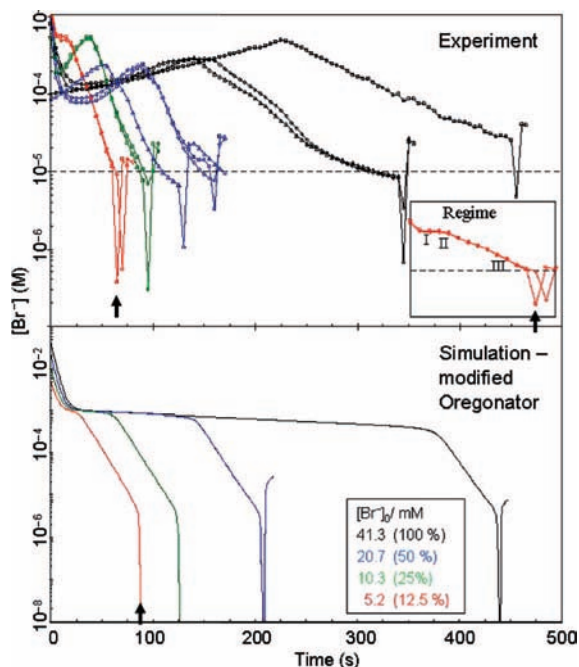 10⁻²
Experiment
10⁻⁴
10⁻⁵
10⁻⁶
Regime
I II
III
[Br⁻] (M)
10⁻²
Simulation –
modified
Oregonator
10⁻⁴
10⁻⁶
10⁻⁸
[Br⁻]₀/ mM
41.3 (100 %)
20.7 (50 %)
10.3 (25%)
5.2 (12.5 %)
0 100 200 300 400 500
Time (s)